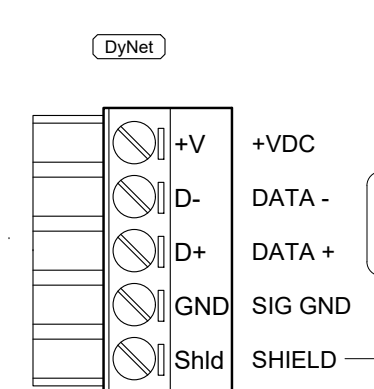 DyNet
+V +VDC
D- DATA -
D+ DATA +
GND SIG GND
Shld SHIELD